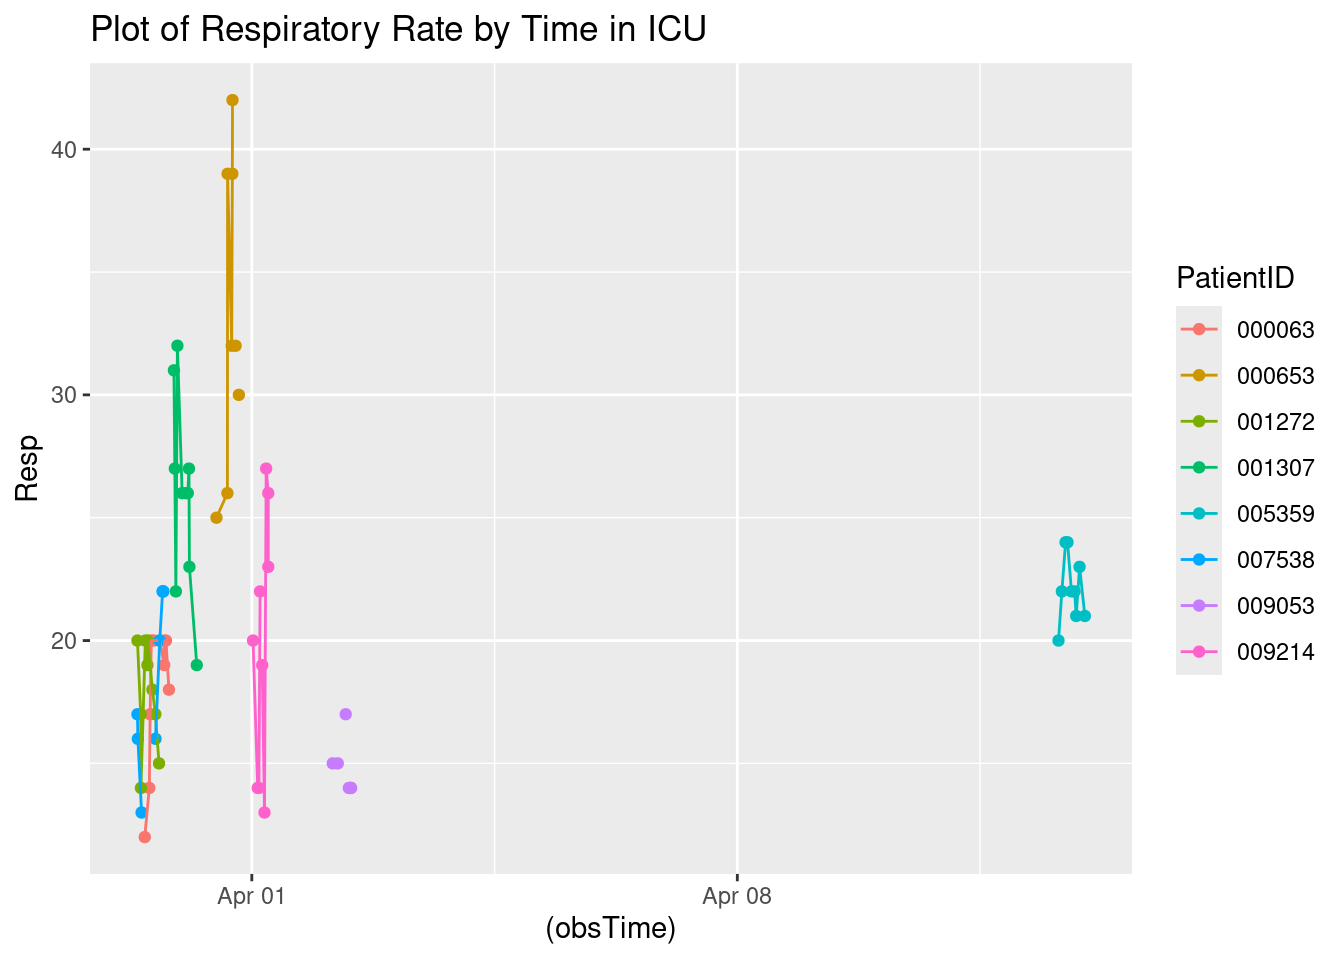 Plot of Respiratory Rate by Time in ICU
40
30
20
Resp
Apr 01
Apr 08
(obsTime)
PatientID
000063
000653
001272
001307
005359
007538
009053
009214